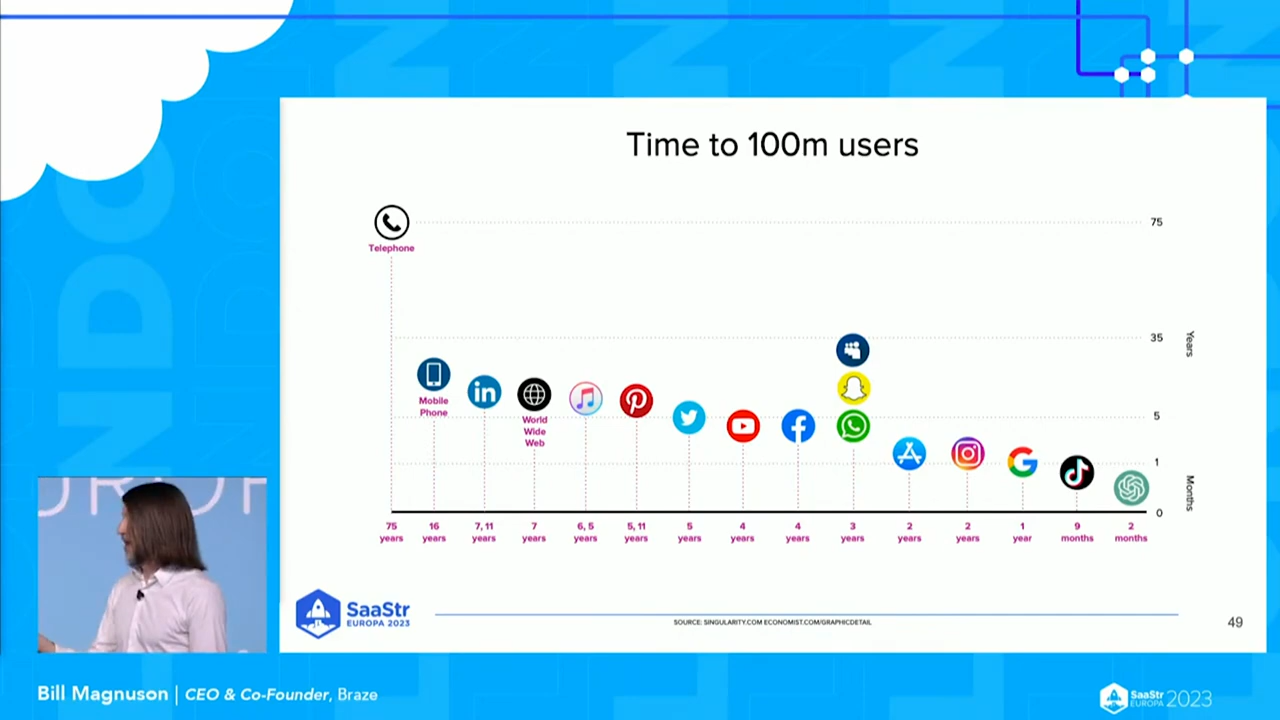 Time to 100m users
75
Telephone
35
Years
Mobile
Phone
in
World
Wide
Web
5
1
Months
0
75
years
16
years
7, 11
years
7
years
6, 5
years
5, 11
years
5
years
4
years
4
years
3
years
2
years
2
years
1
year
9
months
2
months
SaaStr
EUROPA 2023
SOURCE: SINGULARITY.COM ECONOMIST.COM/GRAPHICDETAIL
49
Bill Magnuson | CEO & Co-Founder, Braze
SaaStr
EUROPA 2023